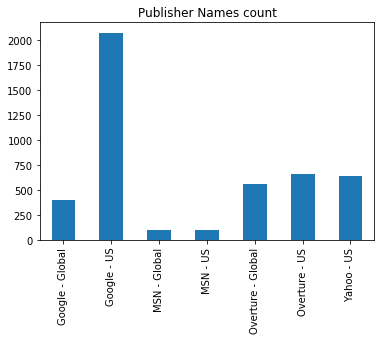 Publisher Names count
2000
1750
1500
1250
1000
750
500
250
0
Google - Global
Google - US
MSN - Global
MSN - US
Overture - Global
Overture - US
Yahoo - US